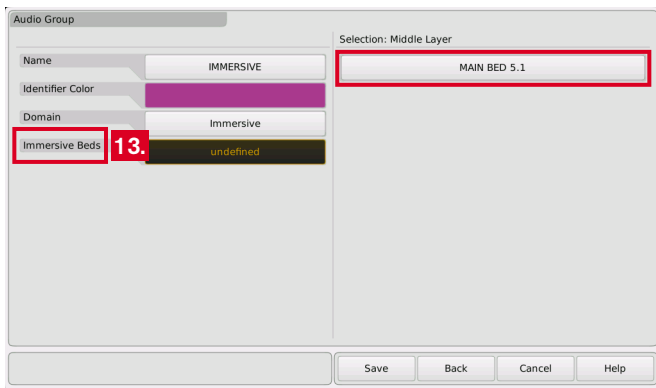 Audio Group
Selection: Middle Layer
Name
IMMERSIVE
MAIN BED 5.1
Identifier Color
Domain
Immersive
Immersive Beds
13.
undefined
Save
Back
Cancel
Help